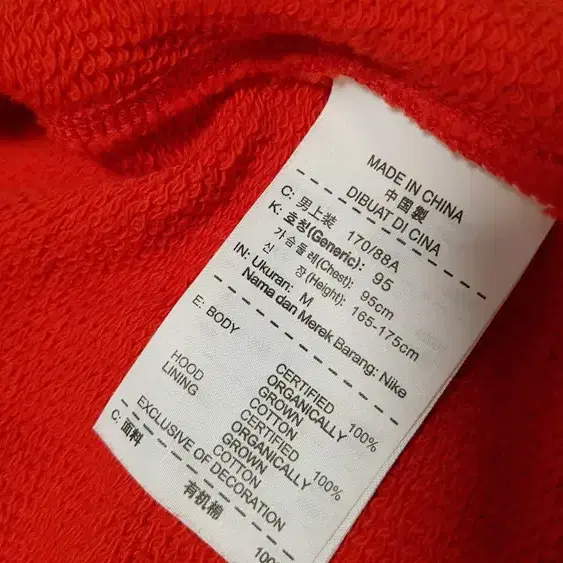 MADE IN CHINA
中国製
DIBUAT DI CINA
C: 男上装 170/88A
K: 호칭(Generic): 95
가슴둘레(Chest): 95cm
신 장(Height): 165-175cm
IN: Ukuran: M
Nama dan Merek Barang: Nike
E: BODY
CERTIFIED
ORGANICALLY 100%
GROWN
COTTON
HOOD CERTIFIED
LINING ORGANICALLY 100%
GROWN
COTTON
EXCLUSIVE OF DECORATION
C: 面料 有机棉 100